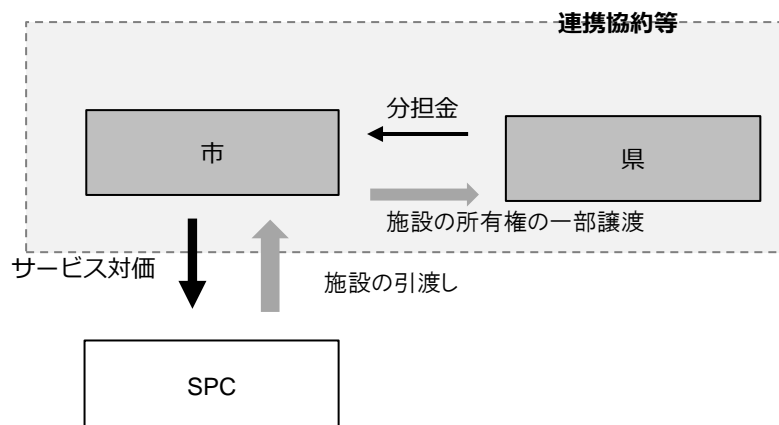 連携協約等
分担金
市
県
施設の所有権の一部譲渡
サービス対価
施設の引渡し
SPC